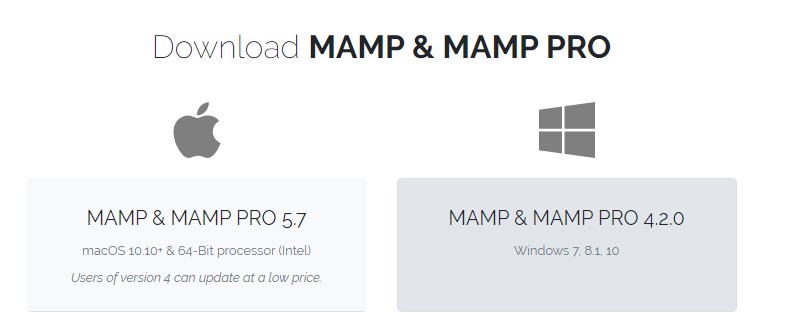 Download MAMP & MAMP PRO
MAMP & MAMP PRO 5.7
macOS 10.10+ & 64-Bit processor (Intel)
Users of version 4 can update at a low price.
MAMP & MAMP PRO 4.2.0
Windows 7, 8.1, 10